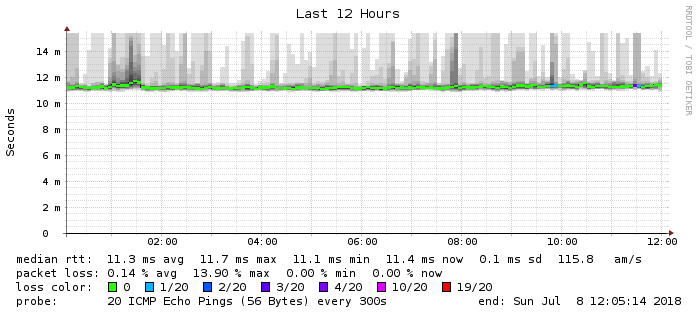 Last 12 Hours
RRDTOOL / TOBI OETIKER
Seconds
14 m
12 m
10 m
8 m
6 m
4 m
2 m
0
02:00 04:00 06:00 08:00 10:00 12:00
median rtt: 11.3 ms avg 11.7 ms max 11.1 ms min 11.4 ms now 0.1 ms sd 115.8 am/s
packet loss: 0.14 % avg 13.90 % max 0.00 % min 0.00 % now
loss color: 0 1/20 2/20 3/20 4/20 10/20 19/20
probe: 20 ICMP Echo Pings (56 Bytes) every 300s end: Sun Jul 8 12:05:14 2018